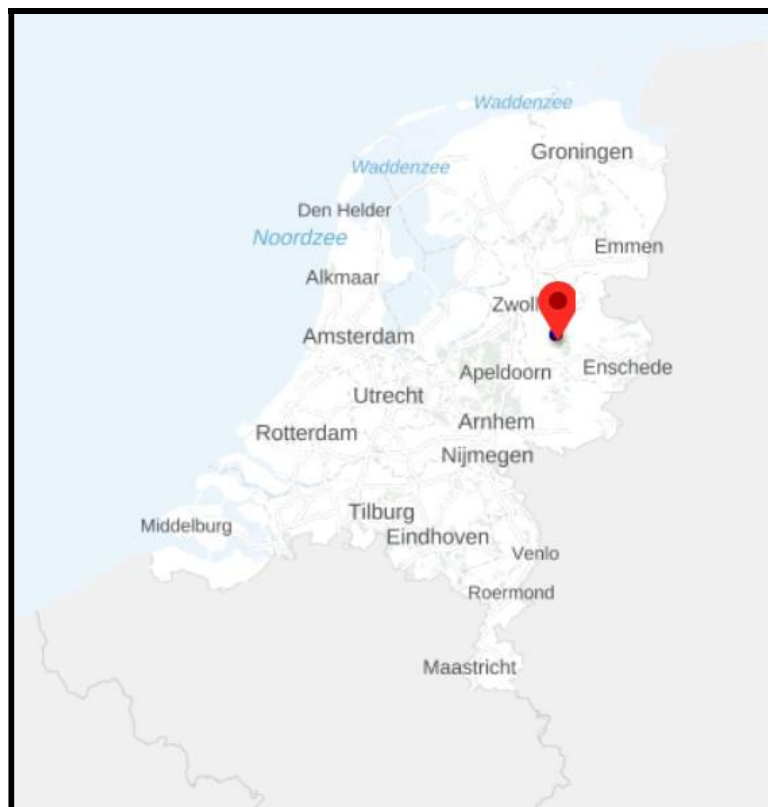 Waddenzee
Groningen
Waddenzee
Den Helder
Noordzee
Emmen
Alkmaar
Zwoll
Amsterdam
Enschede
Apeldoorn
Utrecht
Arnhem
Rotterdam
Nijmegen
Tilburg
Middelburg
Eindhoven
Venlo
Roermond
Maastricht